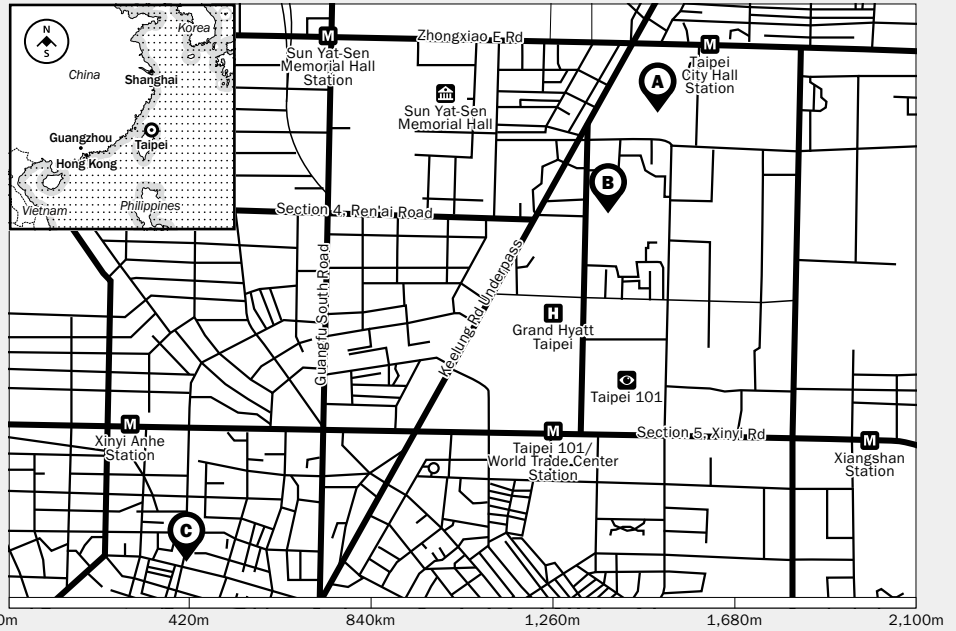 N
S
Korea
China
Shanghai
Guangzhou
Taipei
Hong Kong
Vietnam
Philippines
M
Sun Yat-Sen
Memorial Hall
Station
Zhongxiao E Rd
M
Taipei
City Hall
Station
A
Sun Yat-Sen
Memorial Hall
B
Section 4, Ren'ai Road
Guangfu South Road
Keelung Rd Underpass
H
Grand Hyatt
Taipei
Taipei 101
M
Xinyi Anhe
Station
M
Taipei 101/
World Trade Center
Station
Section 5, Xinyi Rd
M
Xiangshan
Station
C
0m
420m
840km
1,260m
1,680m
2,100m